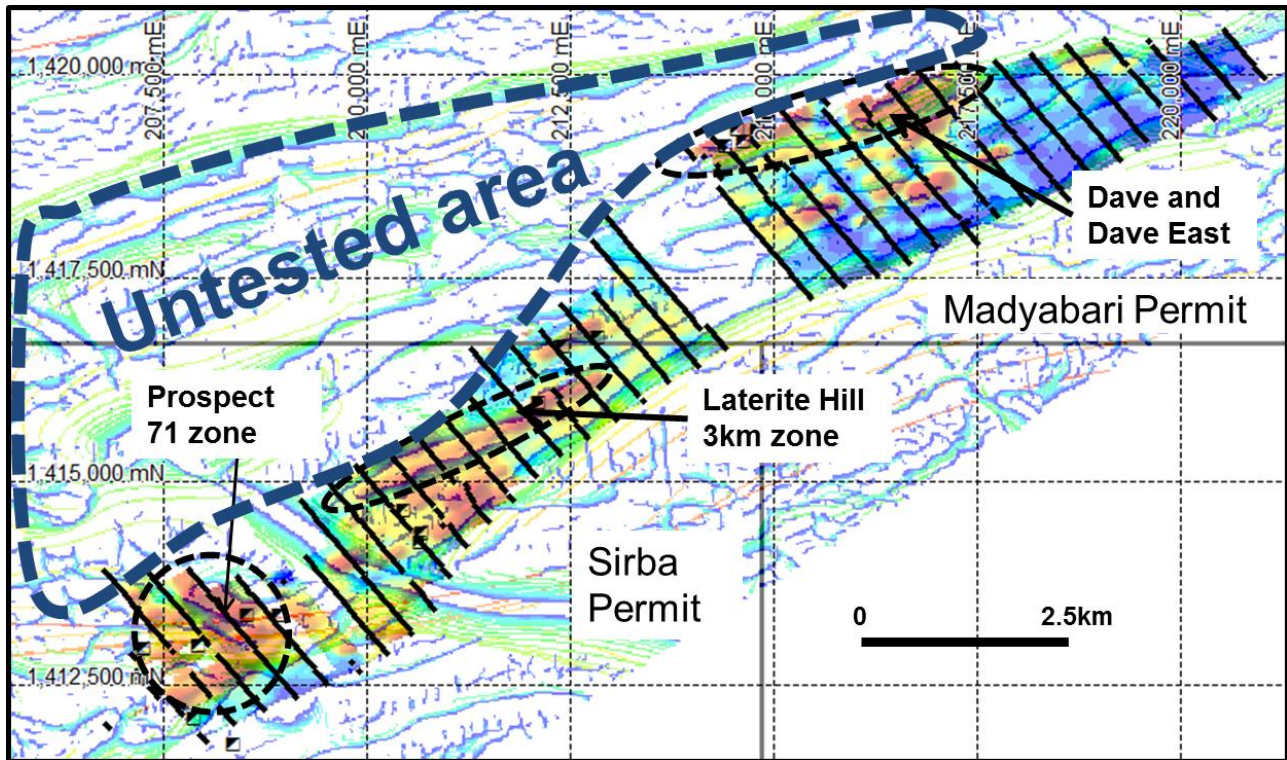 207,500 mE
210,000 mE
212,500 mE
220,000 mE
1,420,000 mN
Untested area
Dave and
Dave East
1,417,500 mN
Madyabari Permit
Prospect
71 zone
Laterite Hill
3km zone
1,415,000 mN
Sirba
Permit
0 2.5km
1,412,500 mN